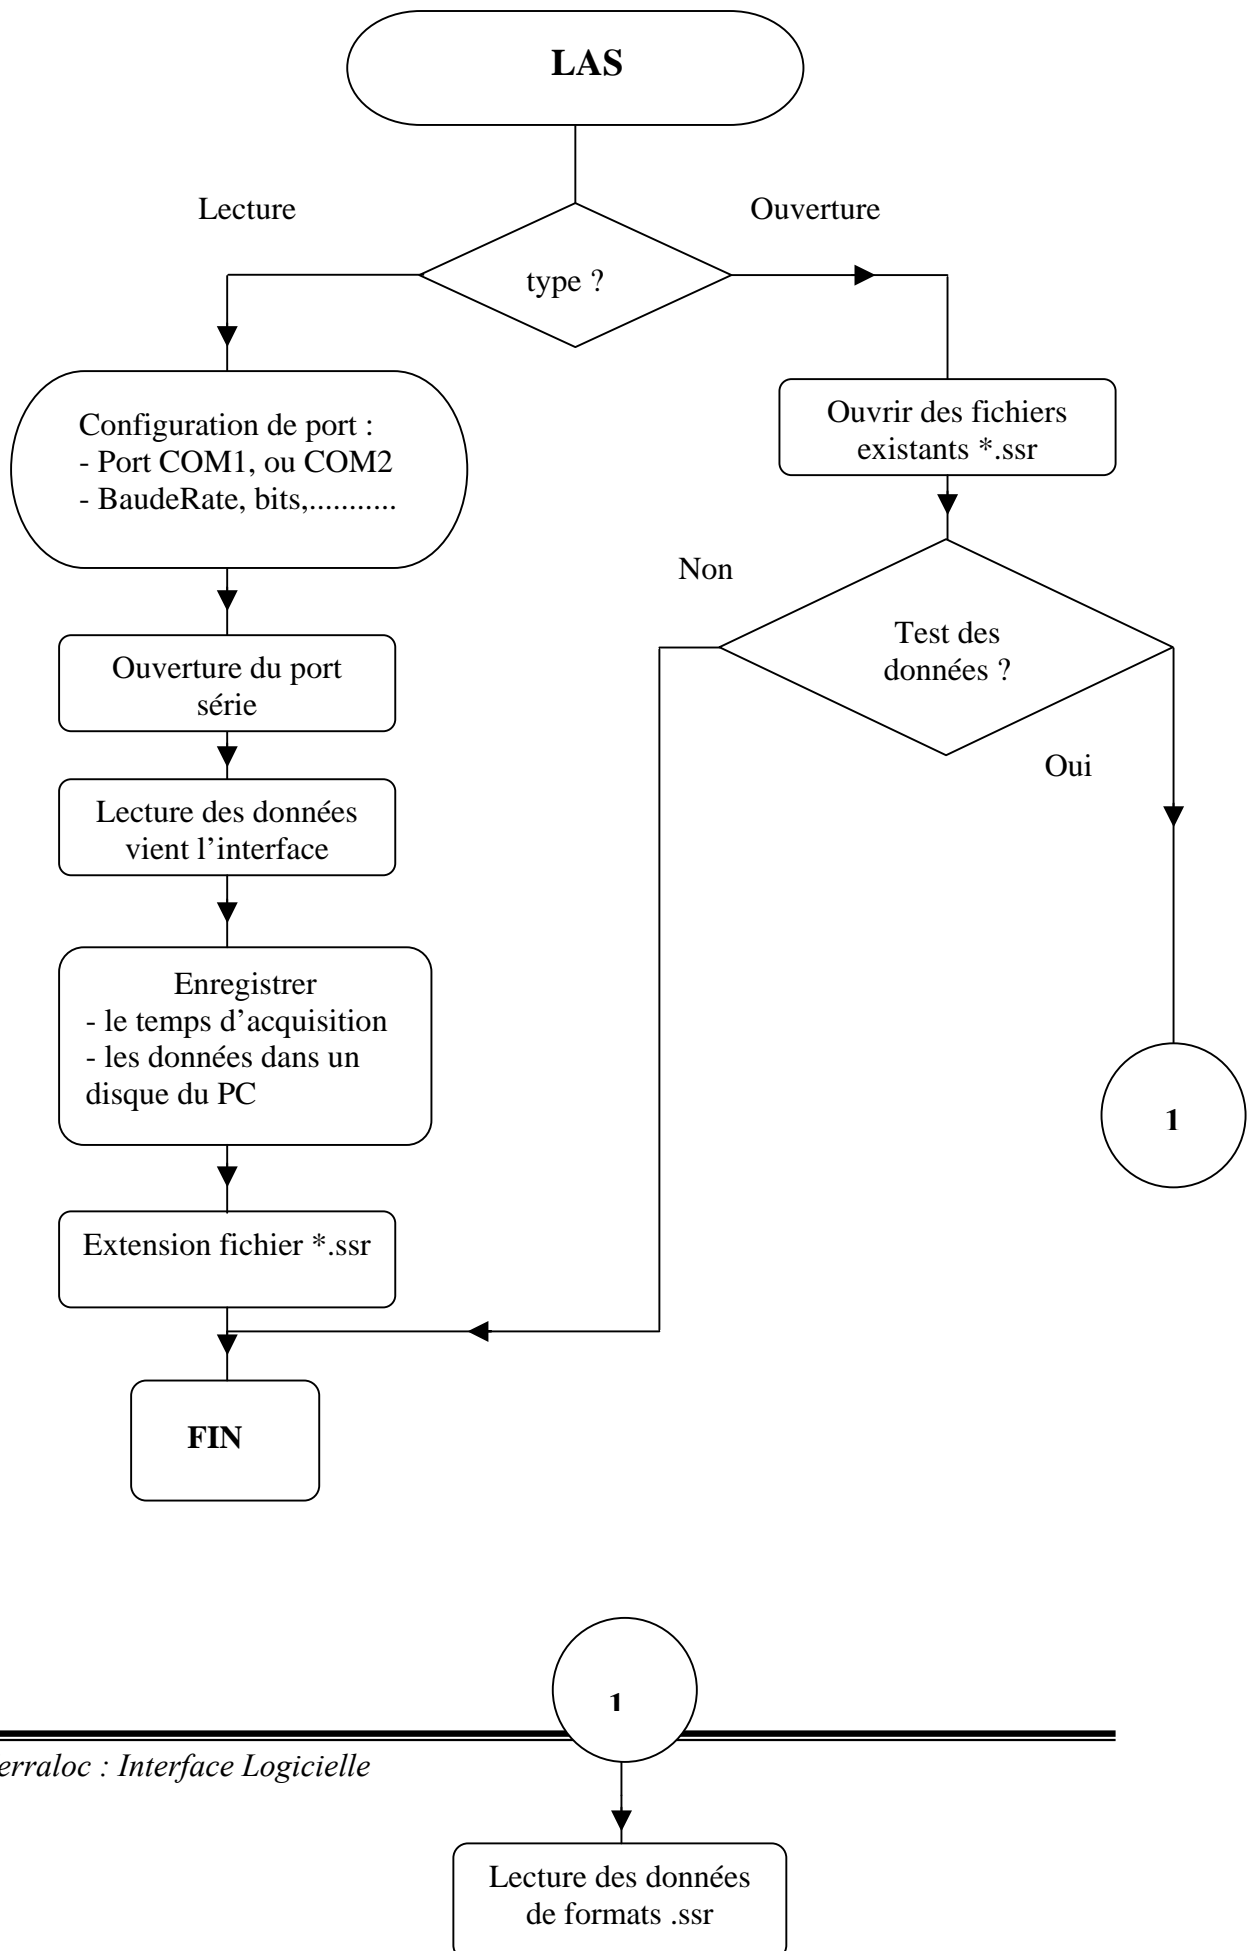 LAS
Lecture
Ouverture
type ?
Configuration de port :
- Port COM1, ou COM2
- BaudeRate, bits,...........
Ouvrir des fichiers
existants *.ssr
Non
Test des
données ?
Oui
Ouverture du port
série
Lecture des données
vient l’interface
Enregistrer
- le temps d’acquisition
- les données dans un
disque du PC
1
Extension fichier *.ssr
FIN
1
erraloc : Interface Logicielle
Lecture des données
de formats .ssr